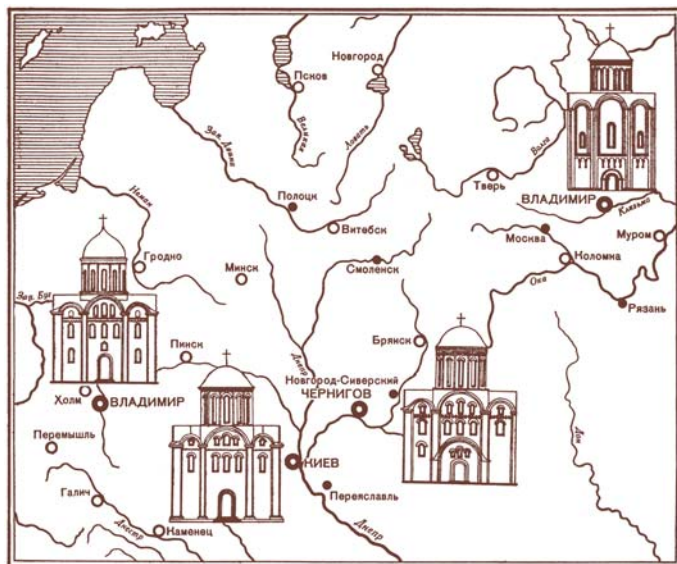 Новгород
Псков
Великая
Ловать
Зап. Двина
Волга
Тверь
ВЛАДИМИР
Клязьма
Полоцк
Витебск
Неман
Москва
Муром
Коломна
Гродно
Минск
Смоленск
Ока
Рязань
Зап. Буг
Пинск
Днепр
Брянск
Новгород-Сиверский
ЧЕРНИГОВ
Холм
ВЛАДИМИР
Дон
Перемышль
КИЕВ
Переяславль
Галич
Днестр
Каменец
Днепр